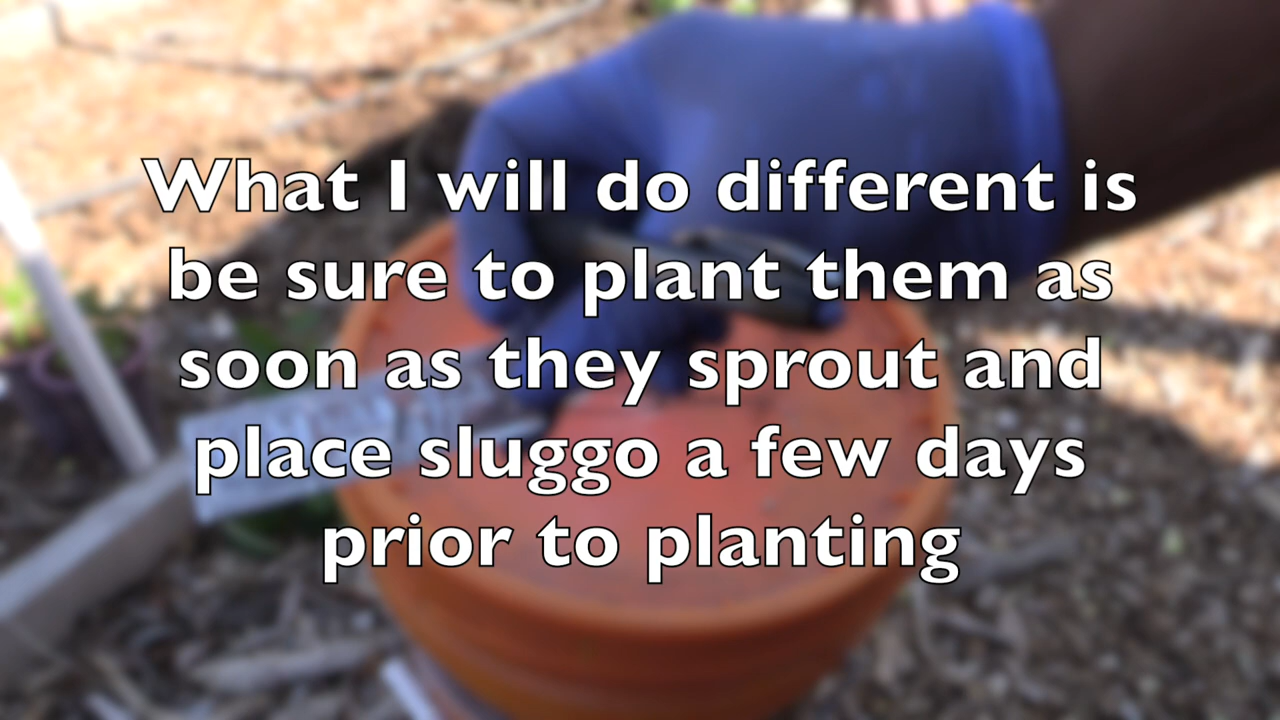 What I will do different is
be sure to plant them as
soon as they sprout and
place sluggo a few days
prior to planting